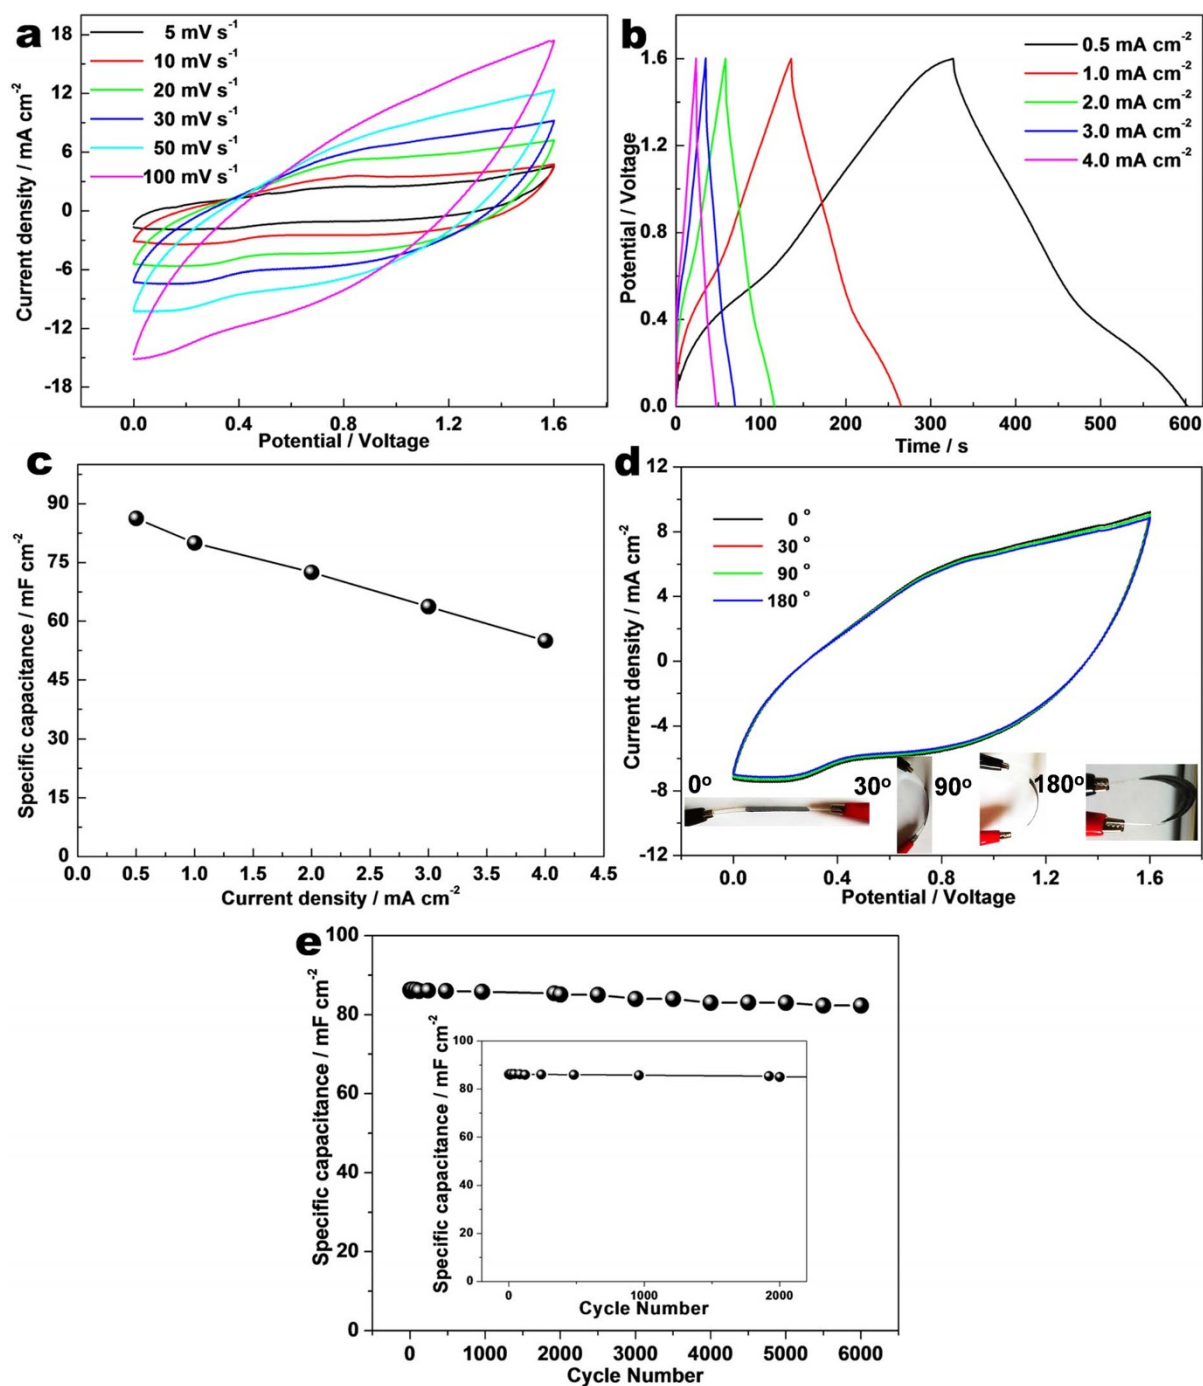 a
5 mV s⁻¹
10 mV s⁻¹
20 mV s⁻¹
30 mV s⁻¹
50 mV s⁻¹
100 mV s⁻¹
Current density / mA cm⁻²
18
12
6
0
-6
-12
-18
0.0 0.4 0.8 1.2 1.6
Potential / Voltage
b
0.5 mA cm⁻²
1.0 mA cm⁻²
2.0 mA cm⁻²
3.0 mA cm⁻²
4.0 mA cm⁻²
Potential / Voltage
1.6
1.2
0.8
0.4
0.0
0 100 200 300 400 500 600
Time / s
c
Specific capacitance / mF cm⁻²
90
75
60
45
30
15
0
0.0 0.5 1.0 1.5 2.0 2.5 3.0 3.5 4.0 4.5
Current density / mA cm⁻²
d
0 °
30 °
90 °
180 °
Current density / mA cm⁻²
12
8
4
0
-4
-8
-12
0° 30° 90° 180°
0.0 0.4 0.8 1.2 1.6
Potential / Voltage
e
Specific capacitance / mF cm⁻²
100
80
60
40
20
0
Specific capacitance / mF cm⁻²
100
80
60
40
20
0
0 1000 2000
Cycle Number
0 1000 2000 3000 4000 5000 6000
Cycle Number